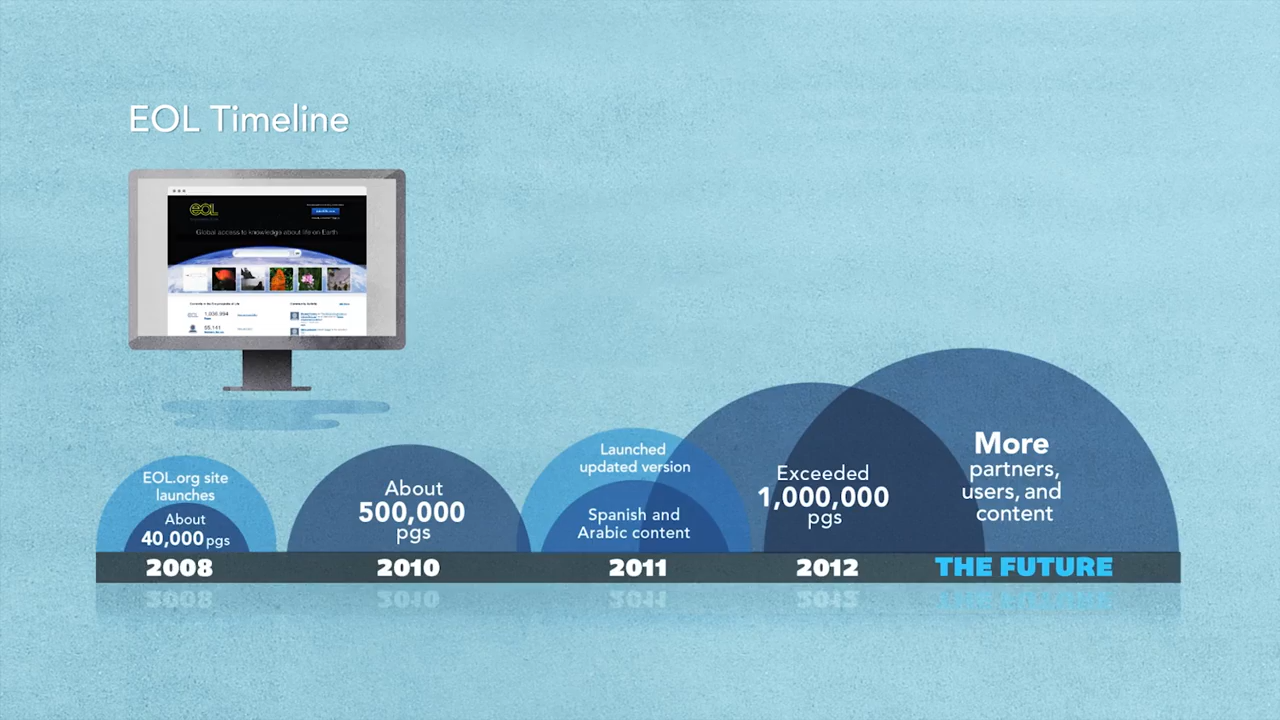 EOL Timeline
eOL
Global access to knowledge about life on Earth
EOL.org site
launches
About
40,000 pgs
About
500,000
pgs
Launched
updated version
Spanish and
Arabic content
Exceeded
1,000,000
pgs
More
partners,
users, and
content
2008
2010
2011
2012
THE FUTURE